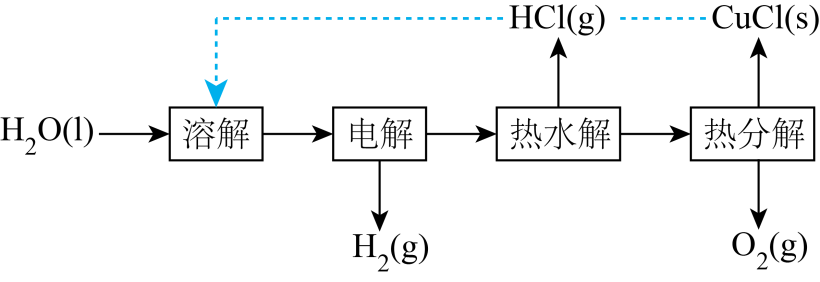 HCl(g) CuCl(s)
H₂O(l) 溶解 电解 热水解 热分解
H₂(g) O₂(g)